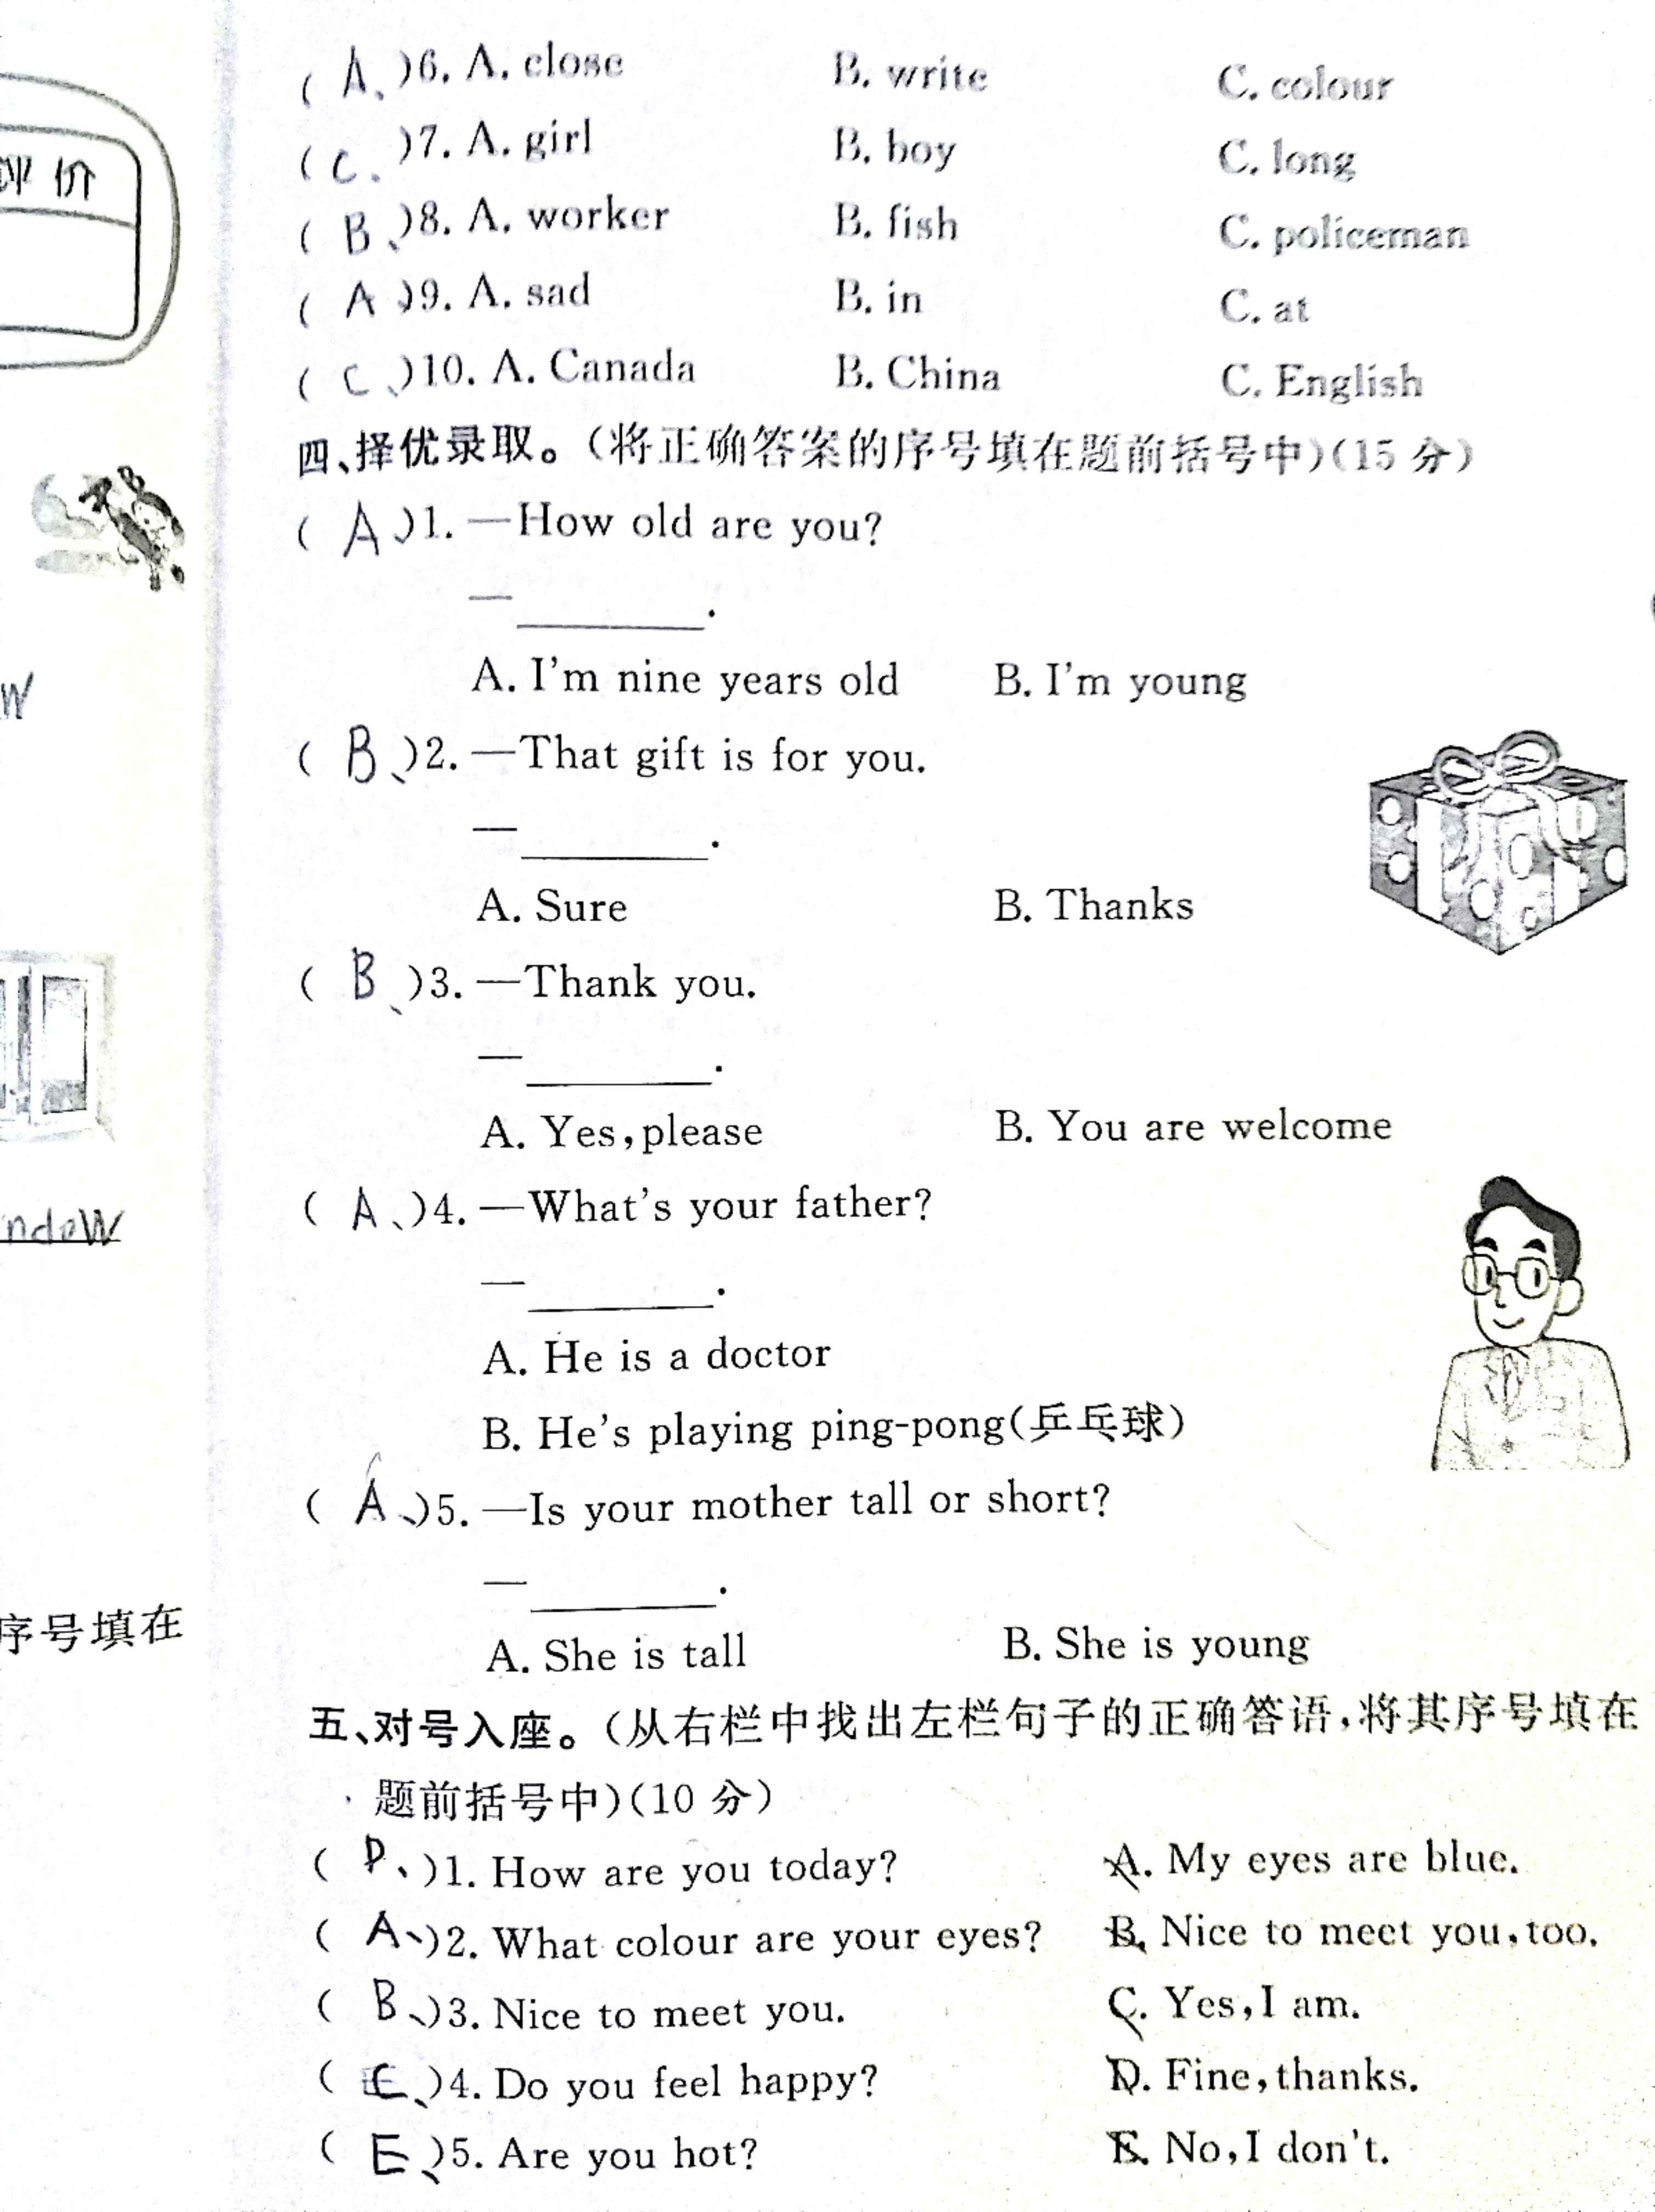 评价
W
ndoW
序号填在
( A、)6. A. close B. write C. colour
( C. )7. A. girl B. boy C. long
( B、)8. A. worker B. fish C. policeman
( A、)9. A. sad B. in C. at
( C、)10. A. Canada B. China C. English
四、择优录取。(将正确答案的序号填在题前括号中)(15 分)
( A、)1. —How old are you?
—________.
A. I'm nine years old B. I'm young
( B、)2. —That gift is for you.
—________.
A. Sure B. Thanks
( B、)3. —Thank you.
—________.
A. Yes,please B. You are welcome
( A、)4. —What's your father?
—________.
A. He is a doctor
B. He's playing ping-pong(乒乓球)
( A、)5. —Is your mother tall or short?
—________.
A. She is tall B. She is young
五、对号入座。(从右栏中找出左栏句子的正确答语,将其序号填在
题前括号中)(10 分)
( D、)1. How are you today? A. My eyes are blue.
( A、)2. What colour are your eyes? B. Nice to meet you,too.
( B、)3. Nice to meet you. C. Yes,I am.
( C、)4. Do you feel happy? D. Fine,thanks.
( E、)5. Are you hot? E. No,I don't.